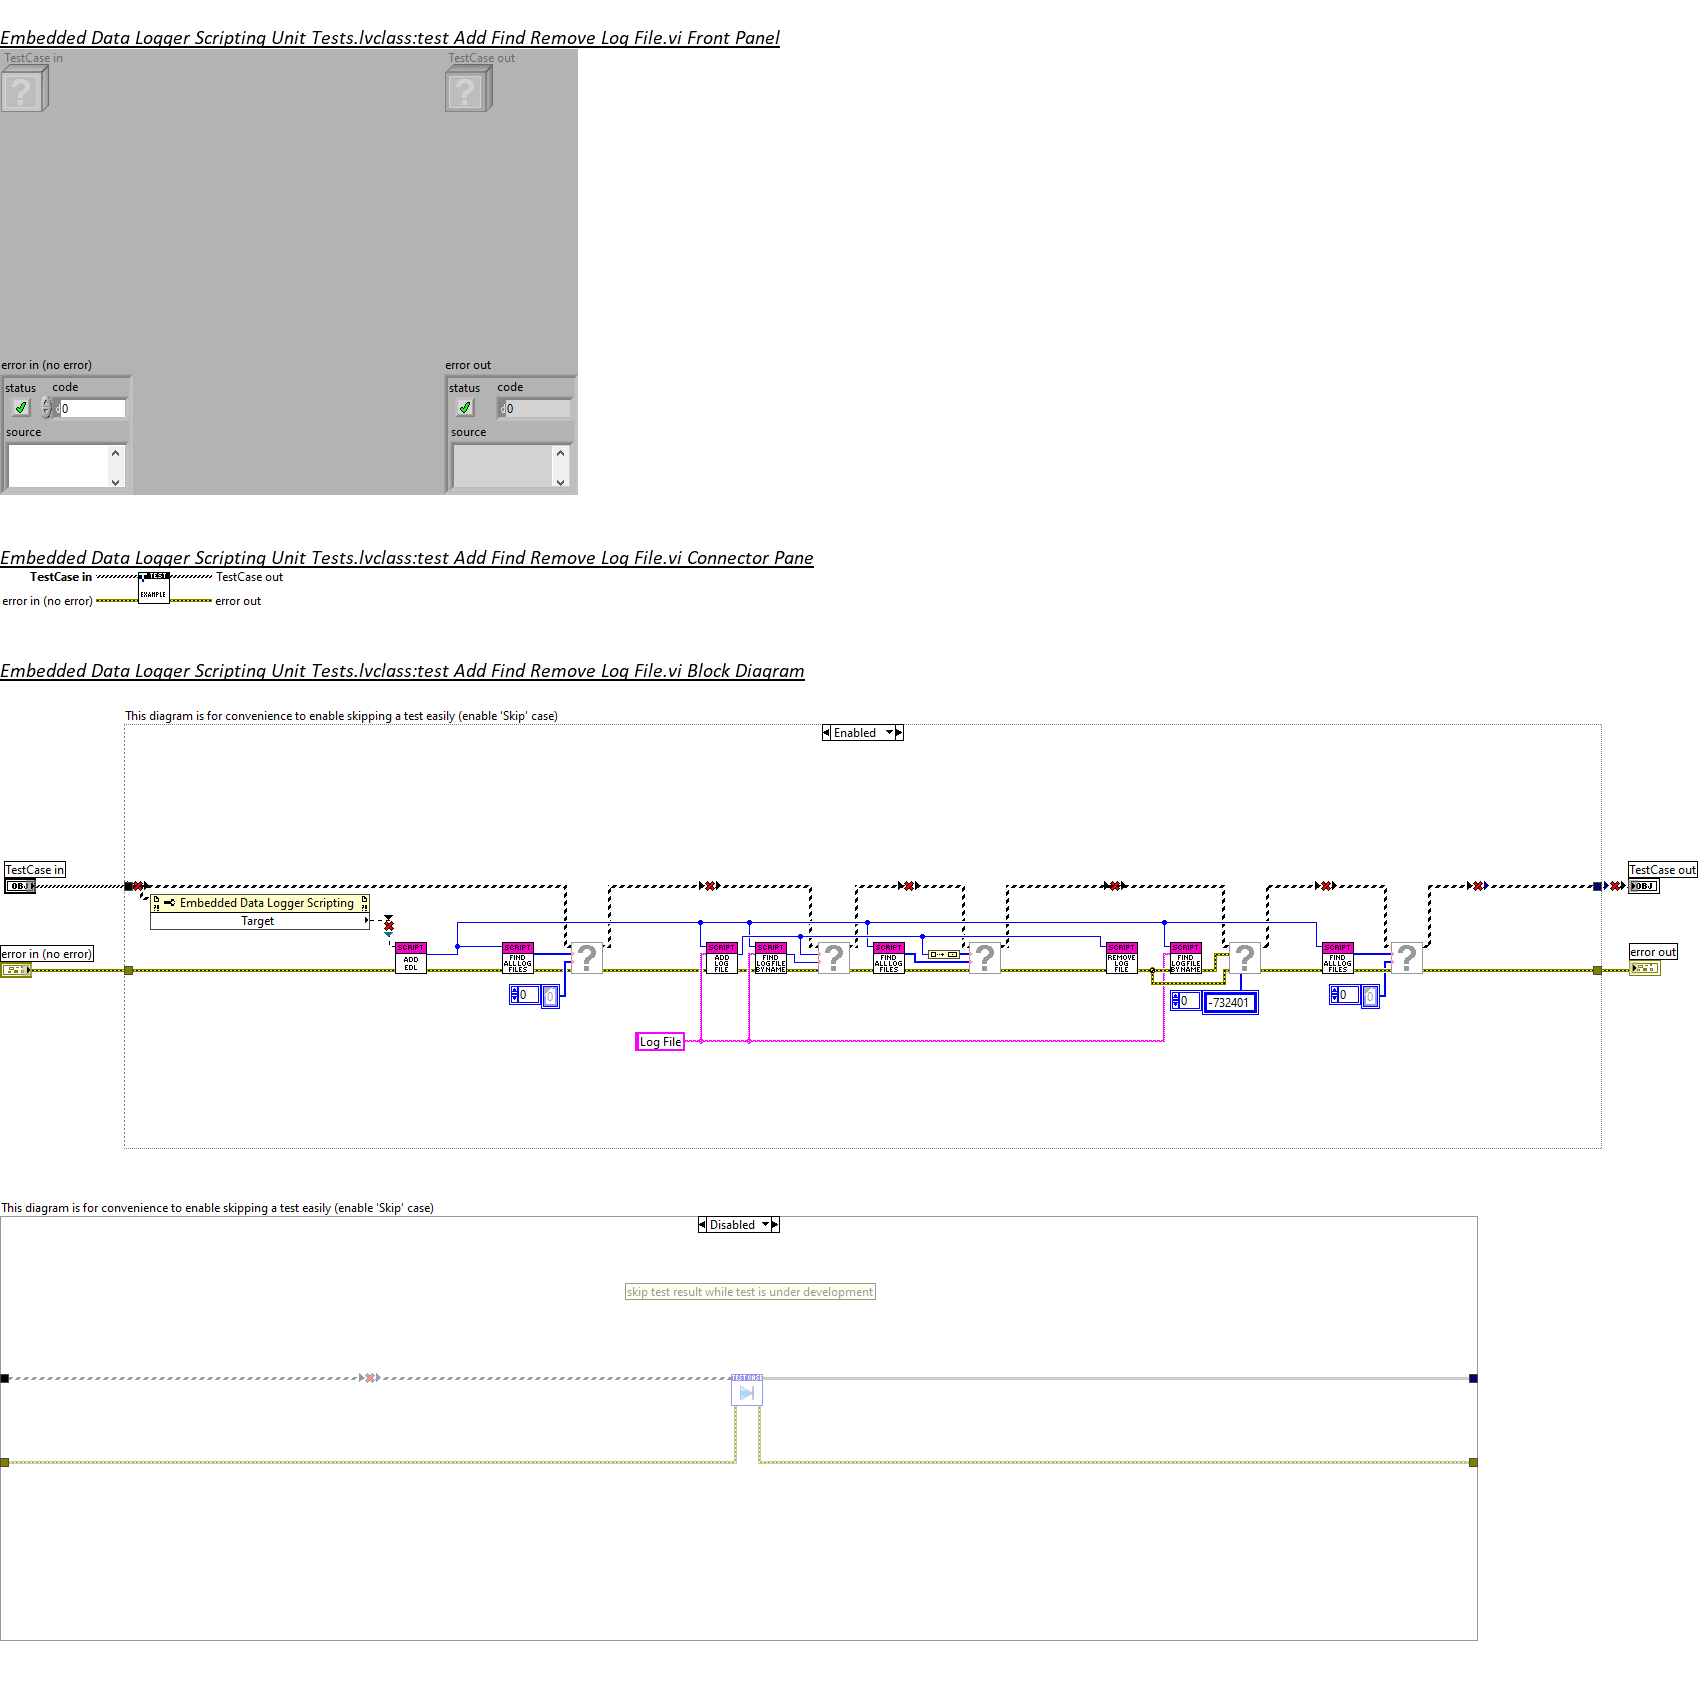 Embedded Data Logger Scripting Unit Tests.lvclass:test Add Find Remove Log File.vi Front Panel
TestCase in
TestCase out
error in (no error)
error out
status
code
status
code
0
0
source
source
Embedded Data Logger Scripting Unit Tests.lvclass:test Add Find Remove Log File.vi Connector Pane
TestCase in
TEST
TestCase out
EXAMPLE
error in (no error)
error out
Embedded Data Logger Scripting Unit Tests.lvclass:test Add Find Remove Log File.vi Block Diagram
This diagram is for convenience to enable skipping a test easily (enable 'Skip' case)
Enabled
TestCase in
TestCase out
OBJ
OBJ
Embedded Data Logger Scripting
Target
error in (no error)
error out
SCRIPT
ADD
EDL
SCRIPT
FIND
ALL LOG
FILES
?
SCRIPT
ADD
LOG
FILE
SCRIPT
FIND
LOG FILE
BY NAME
?
SCRIPT
FIND
ALL LOG
FILES
?
SCRIPT
REMOVE
LOG
FILE
SCRIPT
FIND
LOG FILE
BY NAME
?
SCRIPT
FIND
ALL LOG
FILES
?
0
0
0
-732401
0
0
Log File
This diagram is for convenience to enable skipping a test easily (enable 'Skip' case)
Disabled
skip test result while test is under development
TEST CASE